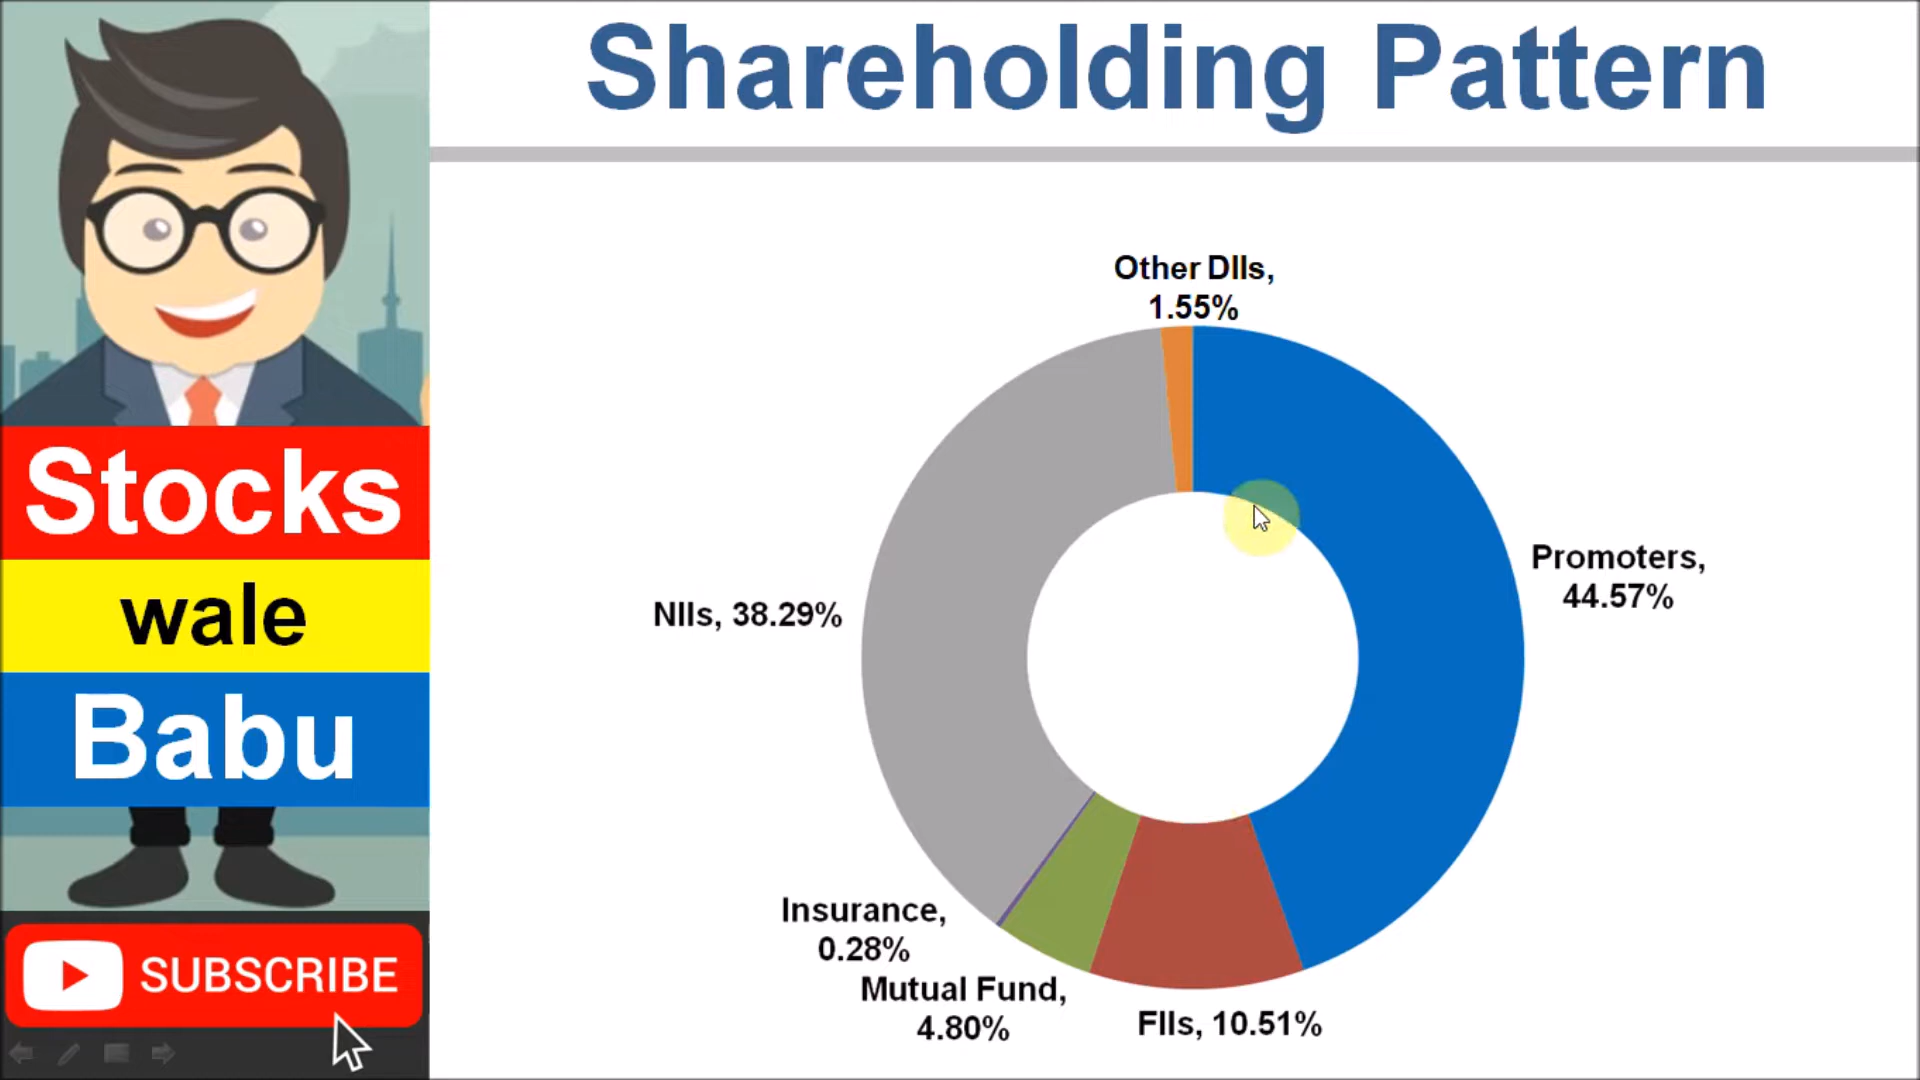 Shareholding Pattern
Stocks
wale
Babu
SUBSCRIBE
Other DIIs,
1.55%
Promoters,
44.57%
NIIs, 38.29%
Insurance,
0.28%
Mutual Fund,
4.80%
FIIs, 10.51%